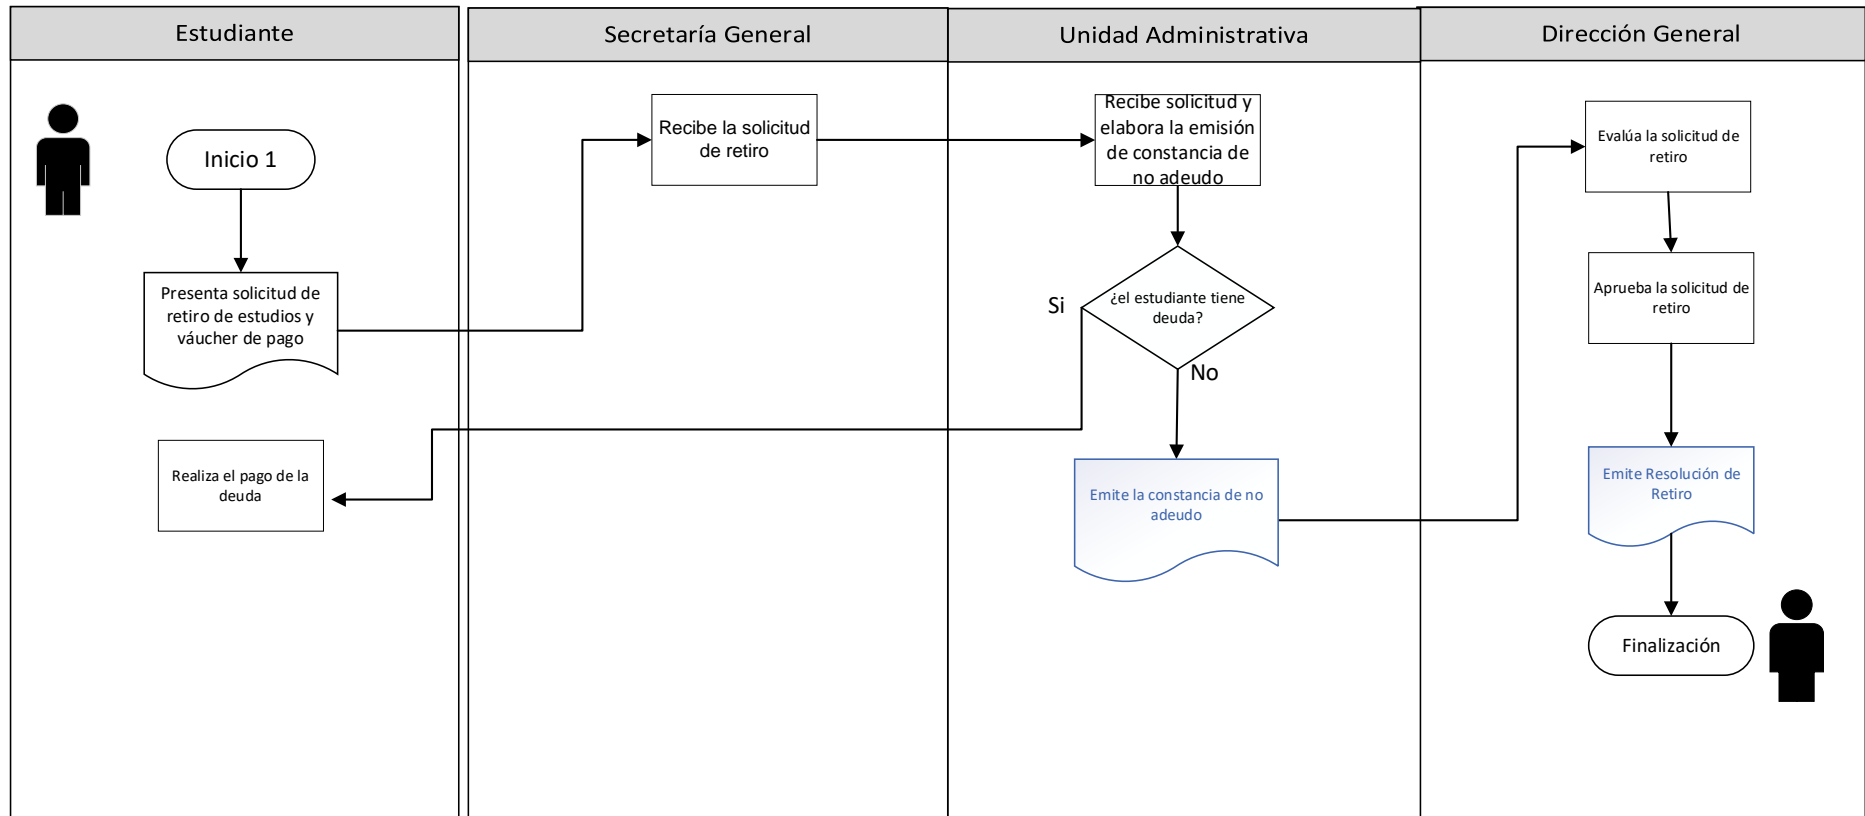 Estudiante
Secretaría General
Unidad Administrativa
Dirección General
Inicio 1
Presenta solicitud de
retiro de estudios y
váucher de pago
Realiza el pago de la
deuda
Recibe la solicitud
de retiro
Recibe solicitud y
elabora la emisión
de constancia de
no adeudo
¿el estudiante tiene
deuda?
Si
No
Emite la constancia de no
adeudo
Evalúa la solicitud de
retiro
Aprueba la solicitud de
retiro
Emite Resolución de
Retiro
Finalización